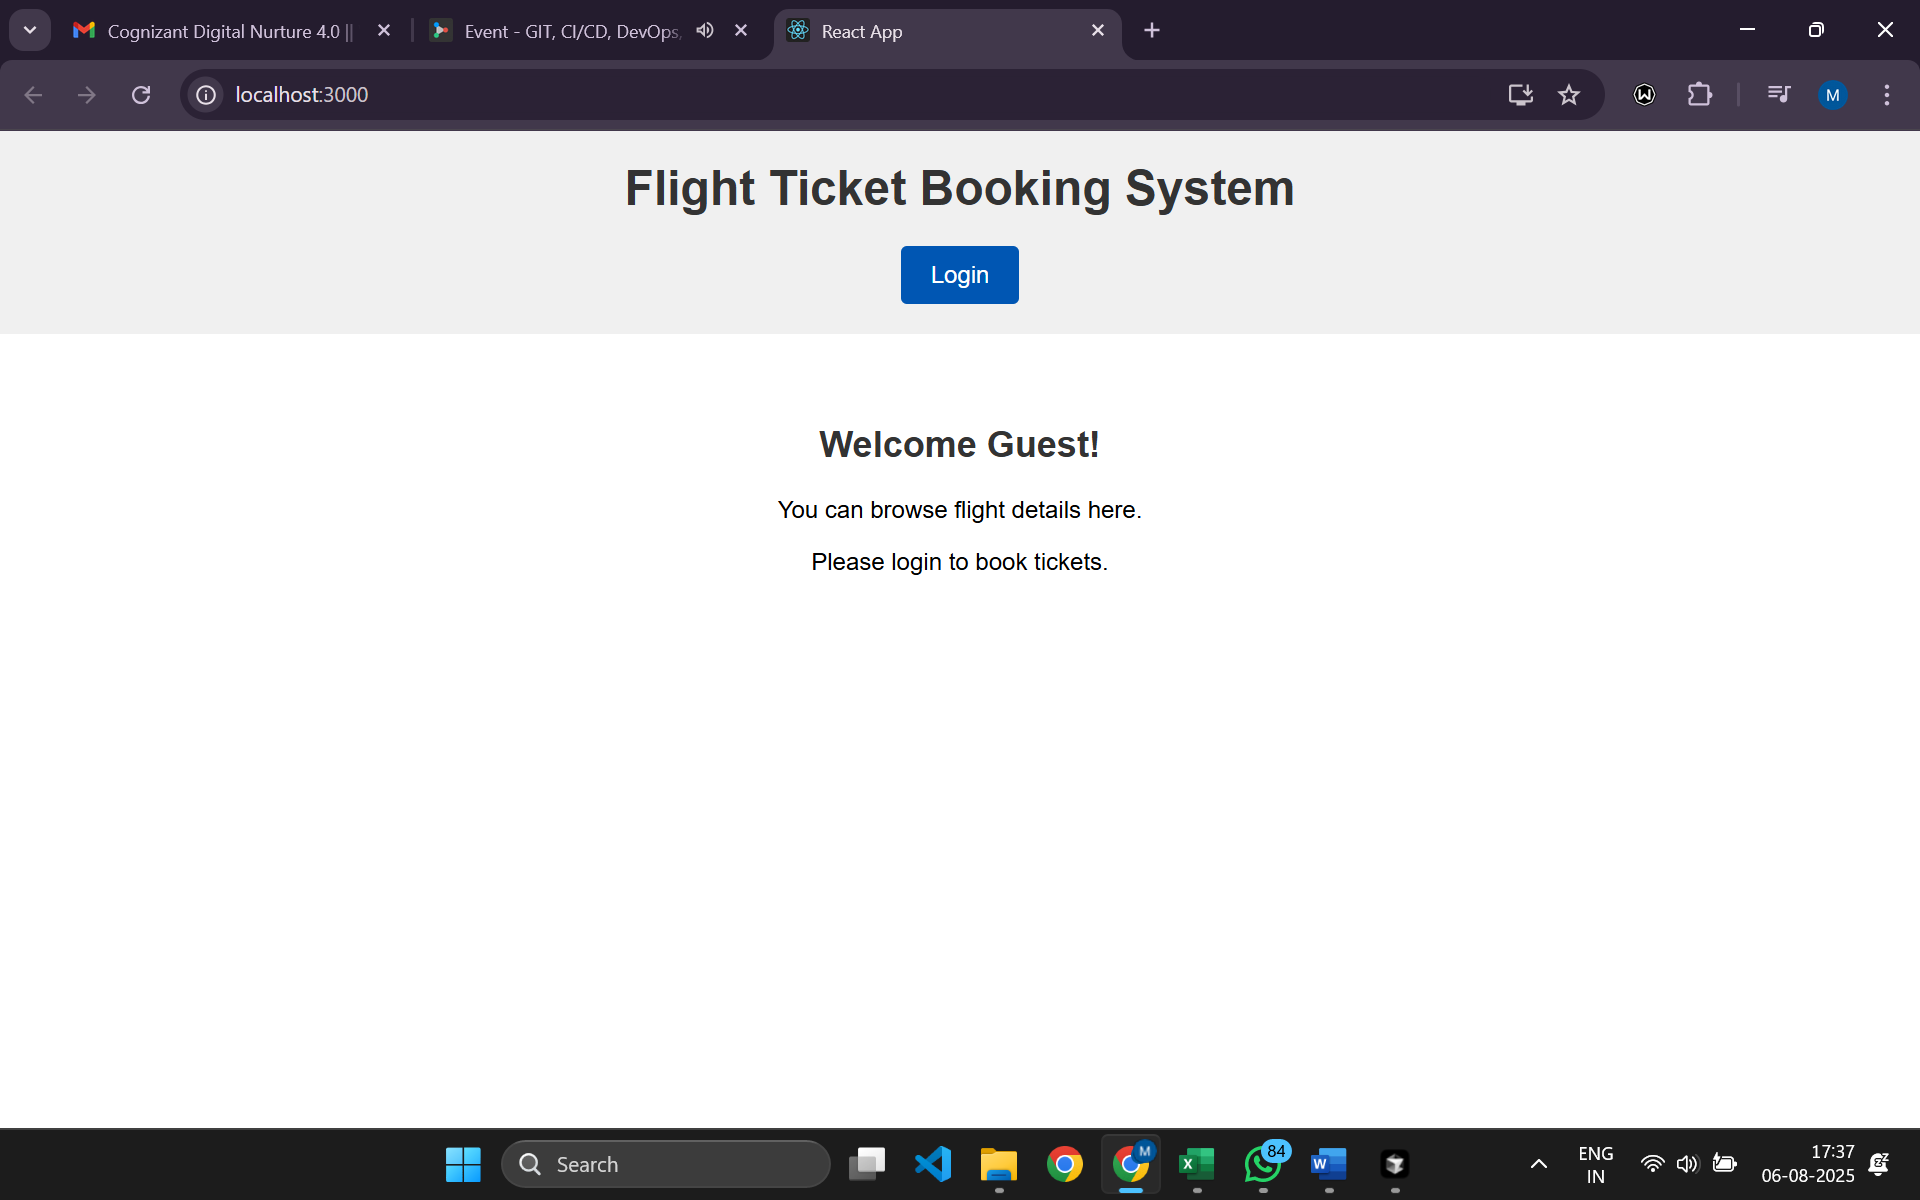 Cognizant Digital Nurture 4.0 ||
Event - GIT, CI/CD, DevOps,
React App
localhost:3000
M
Flight Ticket Booking System
Login
Welcome Guest!
You can browse flight details here.
Please login to book tickets.
Search
M
X
84
W
ENG
IN
17:37
06-08-2025